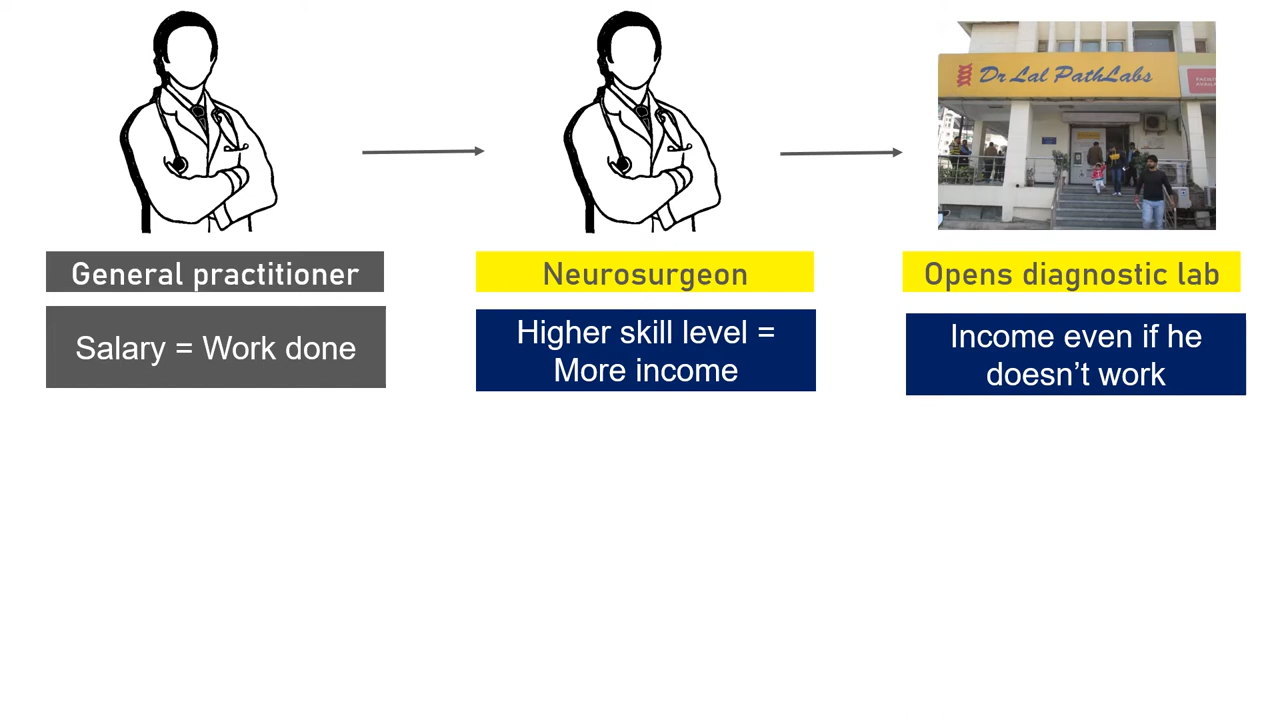 Dr Lal PathLabs
General practitioner
Neurosurgeon
Opens diagnostic lab
Salary = Work done
Higher skill level =
More income
Income even if he
doesn't work